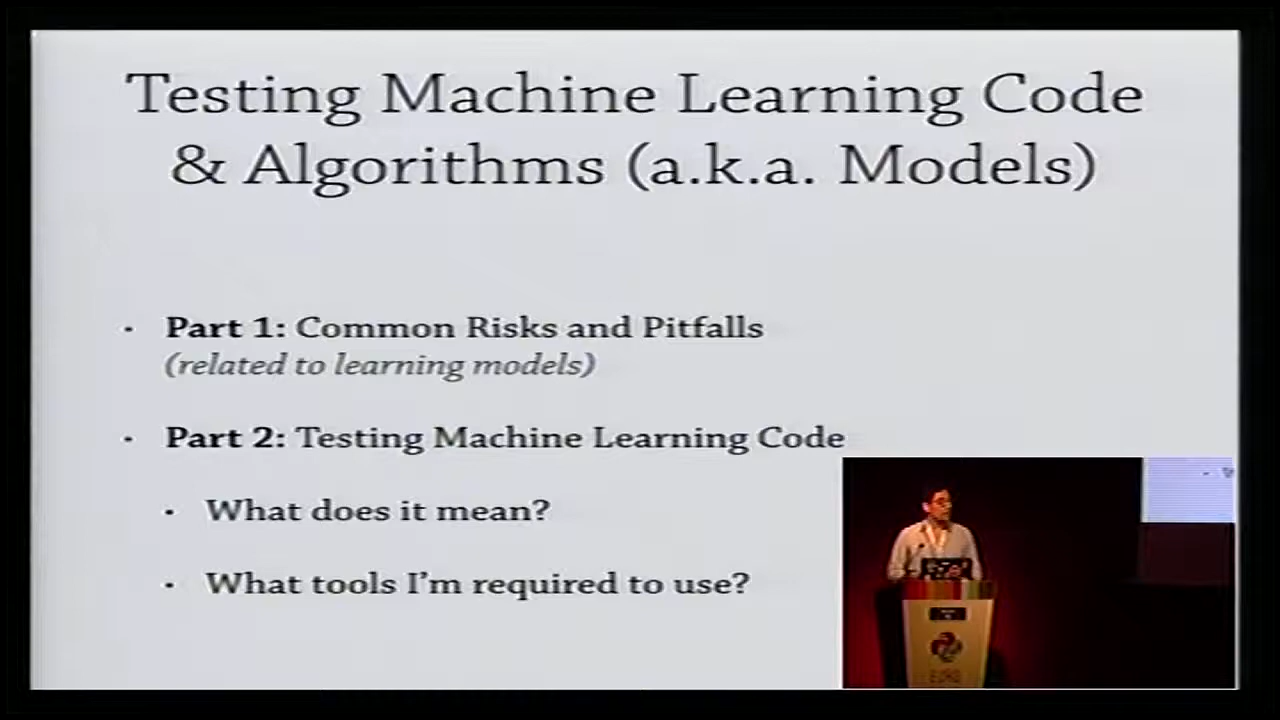 Testing Machine Learning Code
& Algorithms (a.k.a. Models)
· Part 1: Common Risks and Pitfalls
(related to learning models)
· Part 2: Testing Machine Learning Code
· What does it mean?
· What tools I'm required to use?
EURO